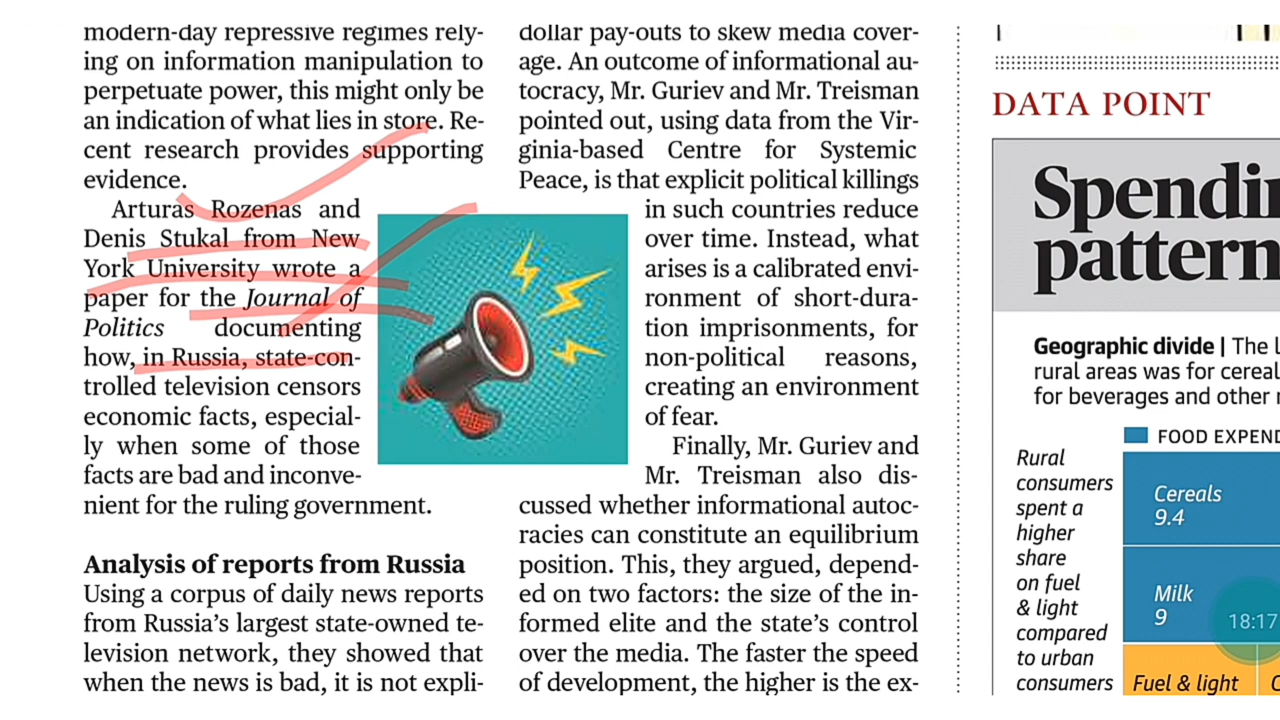 modern-day repressive regimes rely-
ing on information manipulation to
perpetuate power, this might only be
an indication of what lies in store. Re-
cent research provides supporting
evidence.
Arturas Rozenas and
Denis Stukal from New
York University wrote a
paper for the Journal of
Politics documenting
how, in Russia, state-con-
trolled television censors
economic facts, especial-
ly when some of those
facts are bad and inconve-
nient for the ruling government.
Analysis of reports from Russia
Using a corpus of daily news reports
from Russia's largest state-owned te-
levision network, they showed that
when the news is bad, it is not expli-
dollar pay-outs to skew media cover-
age. An outcome of informational au-
tocracy, Mr. Guriev and Mr. Treisman
pointed out, using data from the Vir-
ginia-based Centre for Systemic
Peace, is that explicit political killings
in such countries reduce
over time. Instead, what
arises is a calibrated envi-
ronment of short-dura-
tion imprisonments, for
non-political reasons,
creating an environment
of fear.
Finally, Mr. Guriev and
Mr. Treisman also dis-
cussed whether informational autoc-
racies can constitute an equilibrium
position. This, they argued, depend-
ed on two factors: the size of the in-
formed elite and the state's control
over the media. The faster the speed
of development, the higher is the ex-
DATA POINT
Spendi
pattern
Geographic divide | The
rural areas was for cereal
for beverages and other
FOOD EXPEND
Rural
consumers
spent a
higher
share
on fuel
& light
compared
to urban
consumers
Cereals
9.4
Milk
9
18:17
Fuel & light